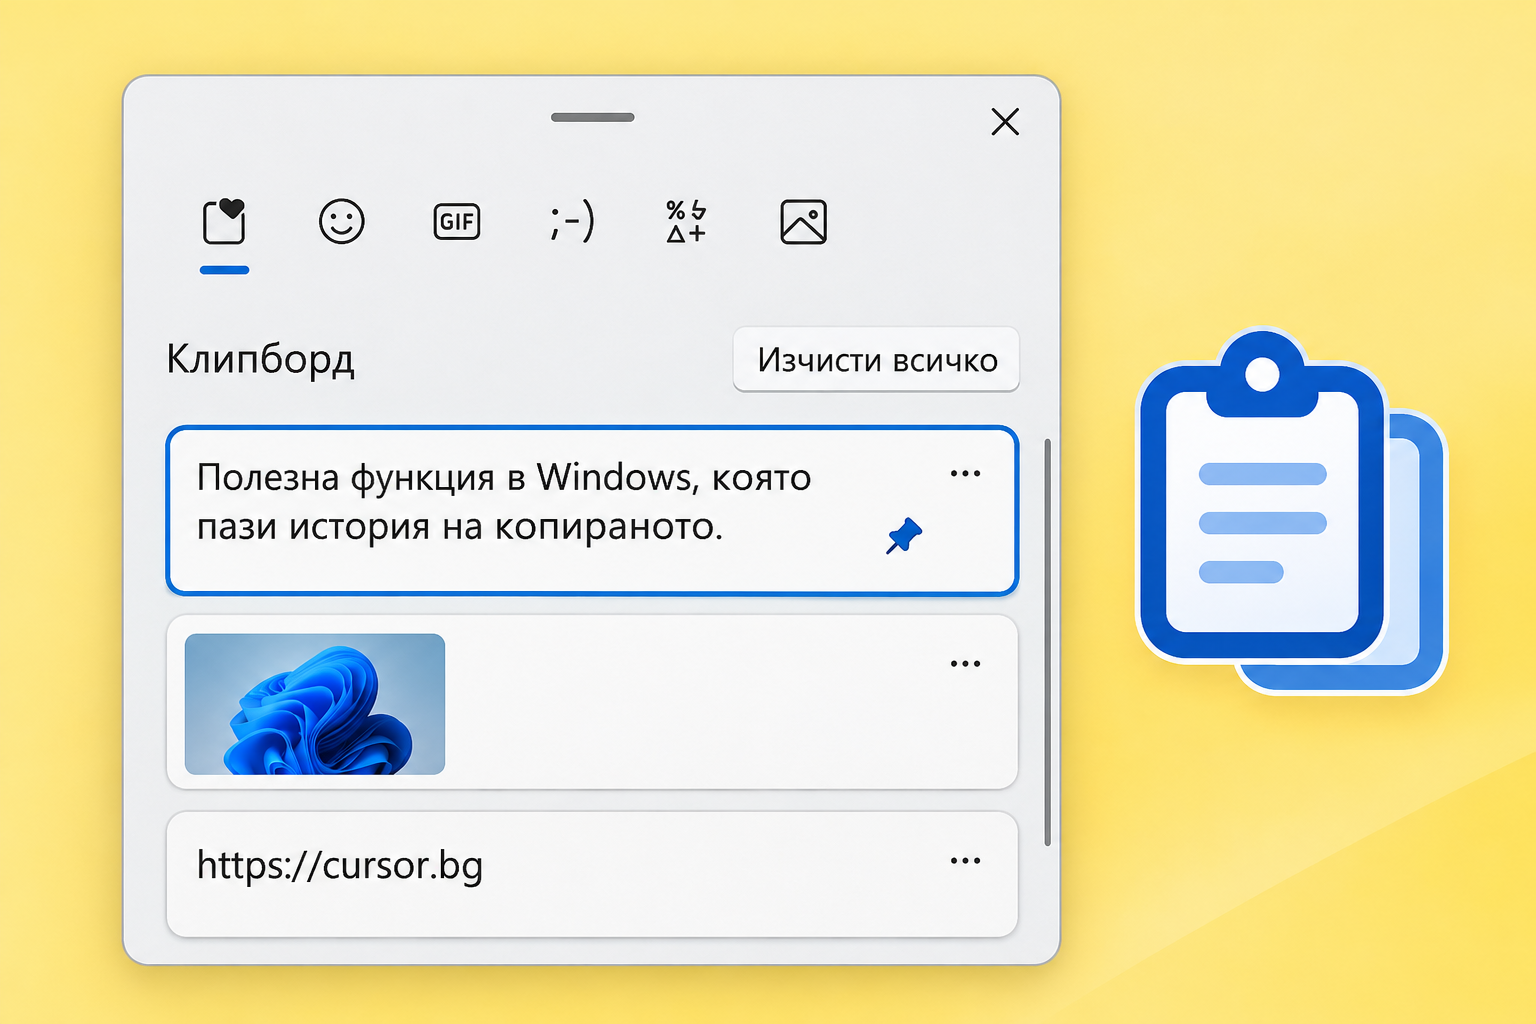 GIF
;-)
Клипборд
Изчисти всичко
Полезна функция в Windows, която
пази история на копираното.
https://cursor.bg